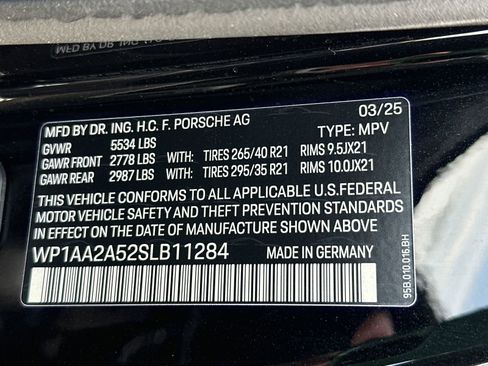 MFD BY DR. ING. H.C. F. PORSCHE AG 03/25
GVWR 5534 LBS TYPE: MPV
GAWR FRONT 2778 LBS WITH: TIRES 265/40 R21 RIMS 9.5JX21
GAWR REAR 2987 LBS WITH: TIRES 295/35 R21 RIMS 10.0JX21
THIS VEHICLE CONFORMS TO ALL APPLICABLE U.S.FEDERAL
MOTOR VEHICLE SAFETY AND THEFT PREVENTION STANDARDS
IN EFFECT ON THE DATE OF MANUFACTURE SHOWN ABOVE.
WP1AA2A52SLB11284 MADE IN GERMANY
95B.010.016.BH